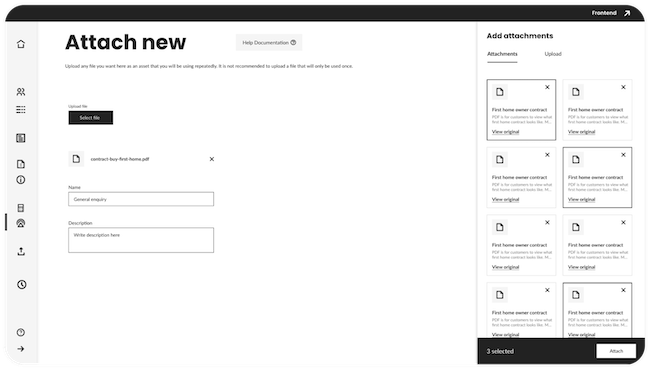 Frontend
Attach new
Help Documentation
Upload any file you want here as an asset that you will be using repeatedly. It is not recommended to upload a file that will only be used once.
Upload file
Select file
contract-buy-first-home.pdf
Name
General enquiry
Description
Write description here
Add attachments
Attachments
Upload
First home owner contract
PDF is for customers to view what
first home contract looks like. M...
View original
First home owner contract
PDF is for customers to view what
first home contract looks like. M...
View original
First home owner contract
PDF is for customers to view what
first home contract looks like. M...
View original
First home owner contract
PDF is for customers to view what
first home contract looks like. M...
View original
First home owner contract
PDF is for customers to view what
first home contract looks like. M...
View original
First home owner contract
PDF is for customers to view what
first home contract looks like. M...
View original
First home owner contract
PDF is for customers to view what
first home contract looks like. M...
First home owner contract
PDF is for customers to view what
first home contract looks like. M...
3 selected
Attach